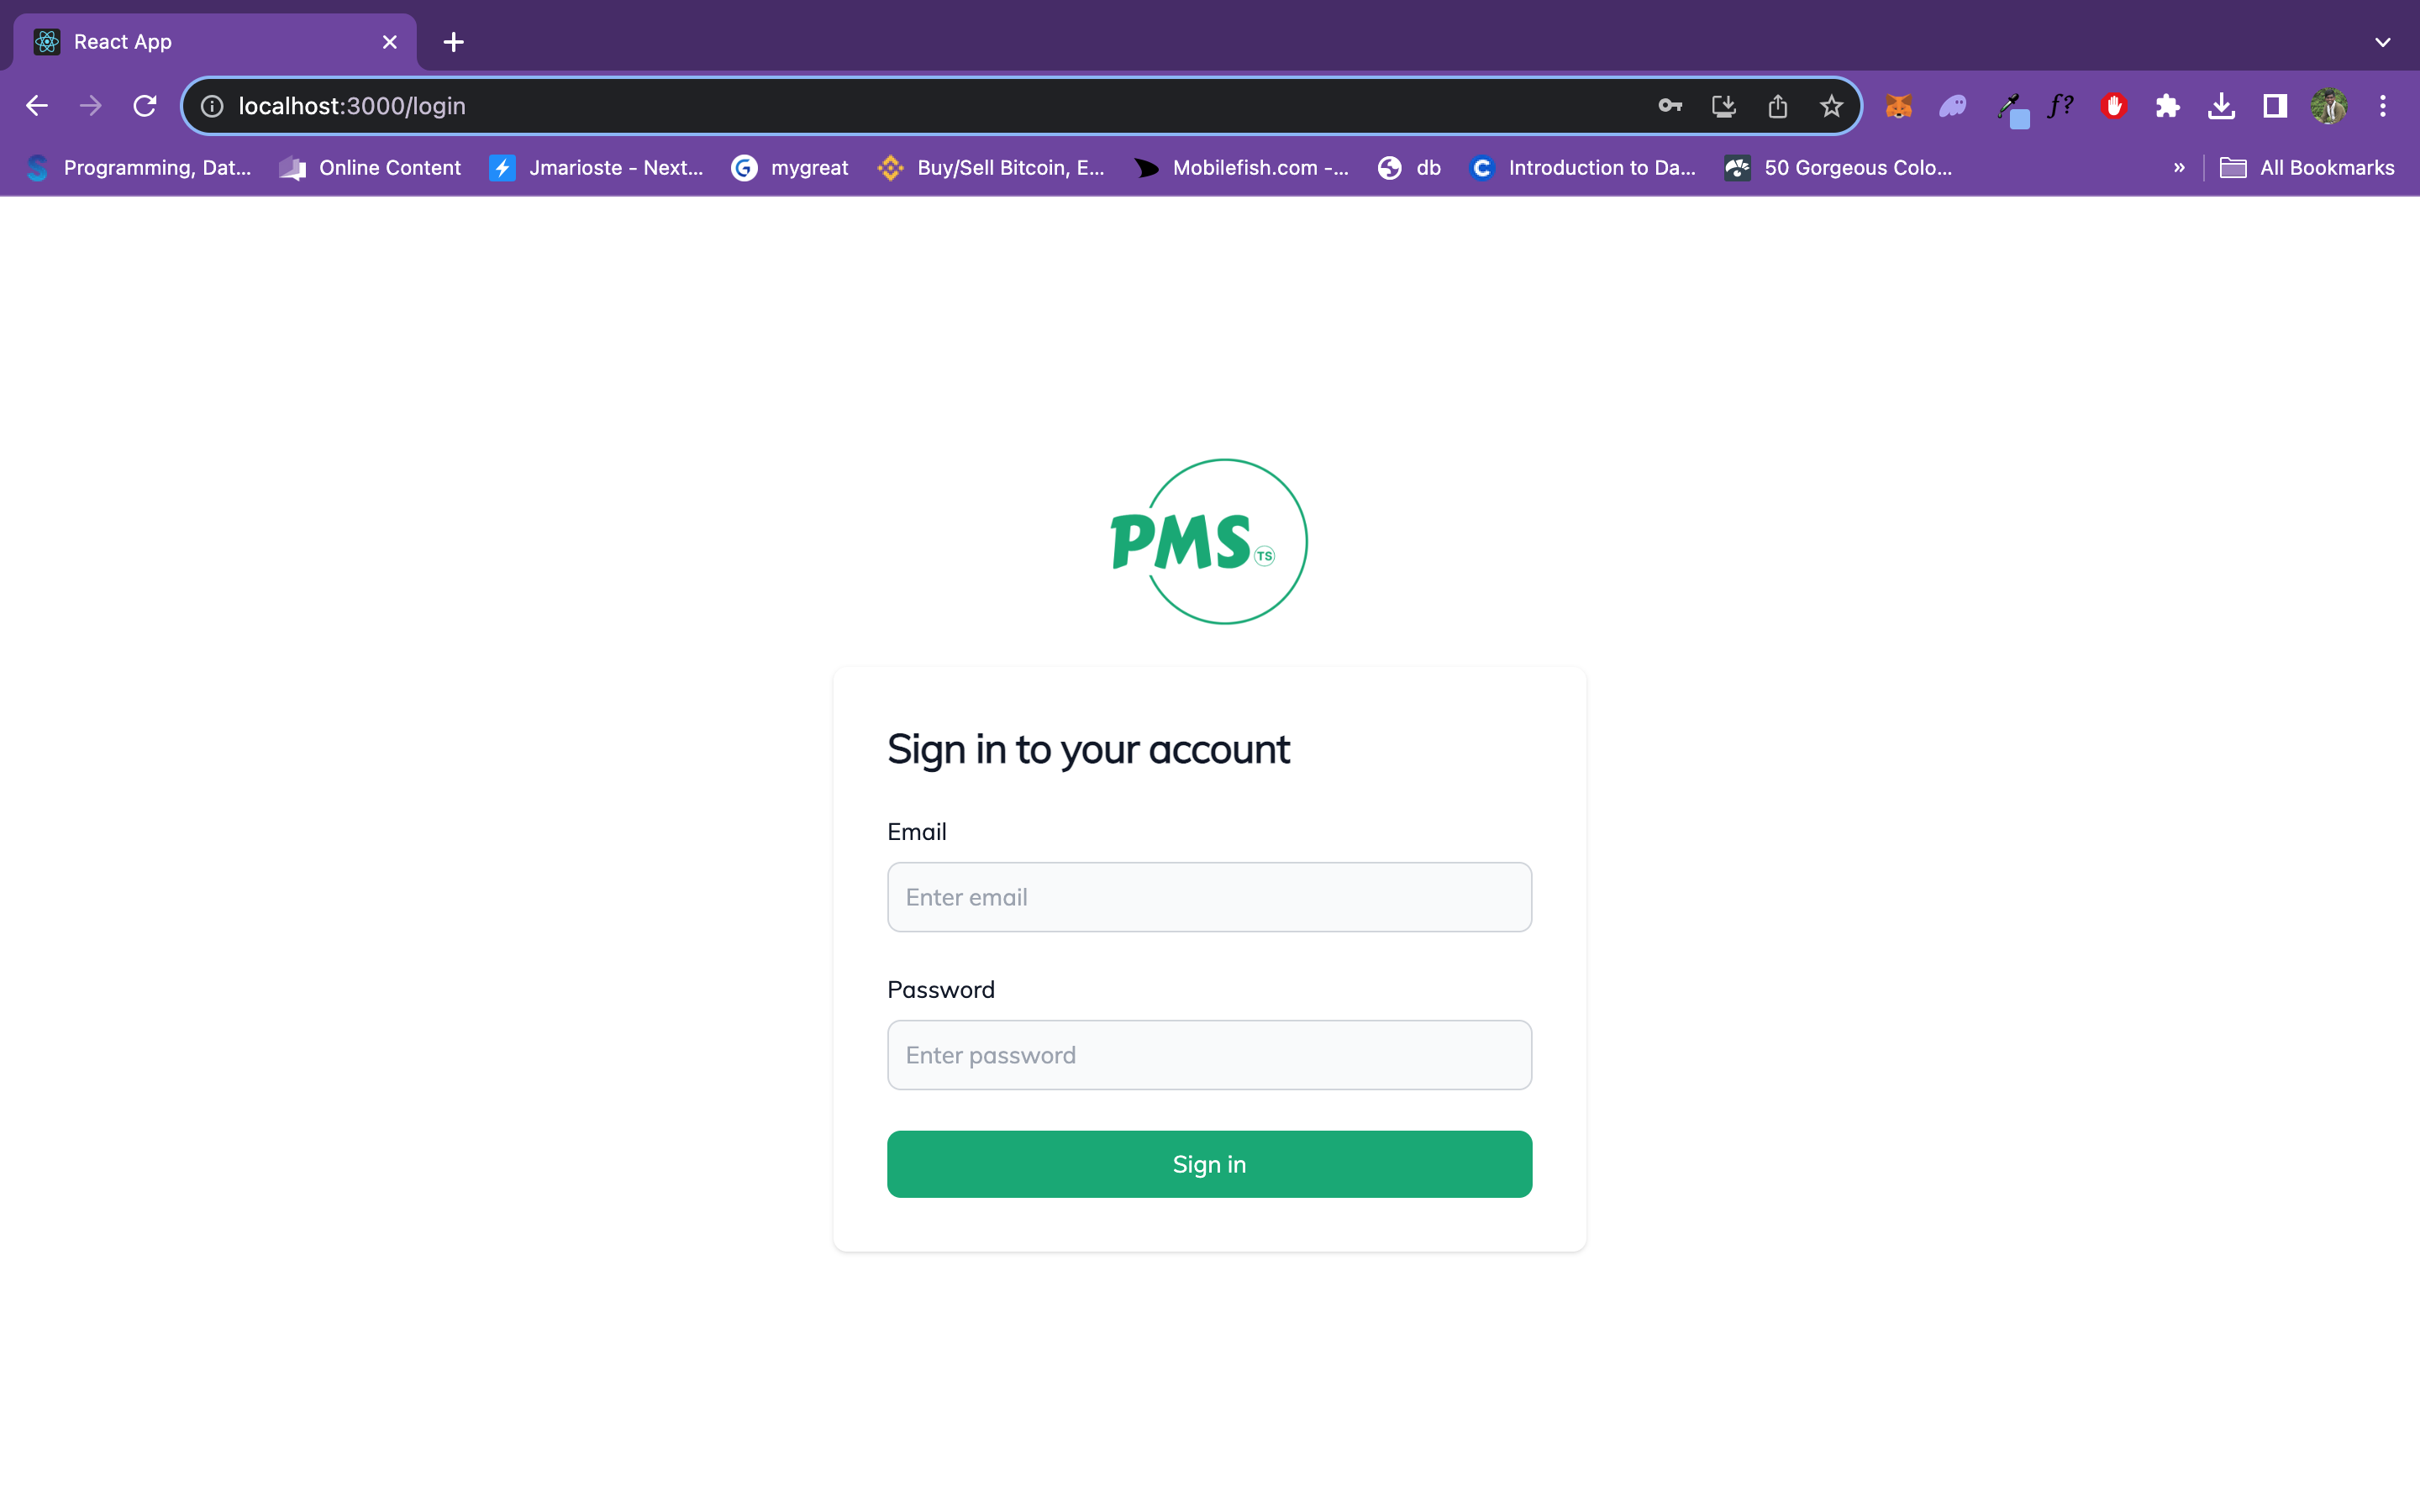 React App
localhost:3000/login
f?
Programming, Dat... Online Content Jmarioste - Next... mygreat Buy/Sell Bitcoin, E... Mobilefish.com -... db Introduction to Da... 50 Gorgeous Colo... » All Bookmarks
PMS TS
Sign in to your account
Email
Enter email
Password
Enter password
Sign in